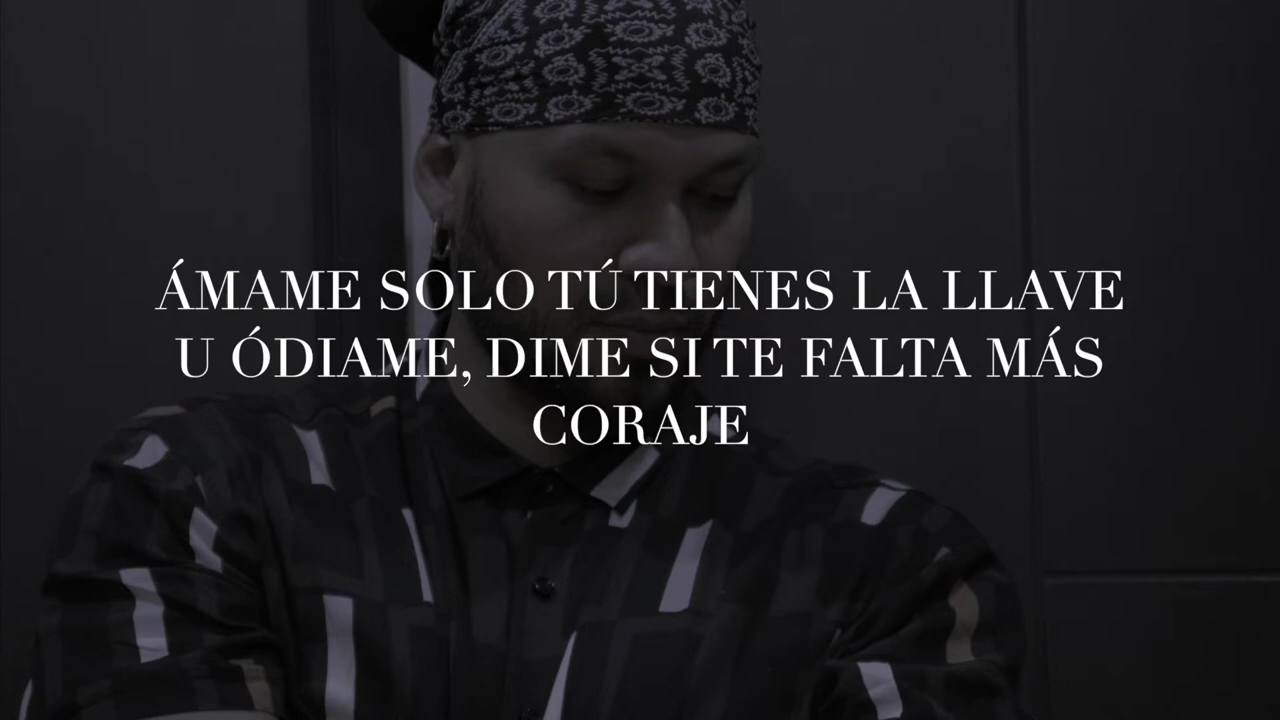 ÁMAME SOLO TÚ TIENES LA LLAVE
U ÓDIAME, DIME SI TE FALTA MÁS
CORAJE